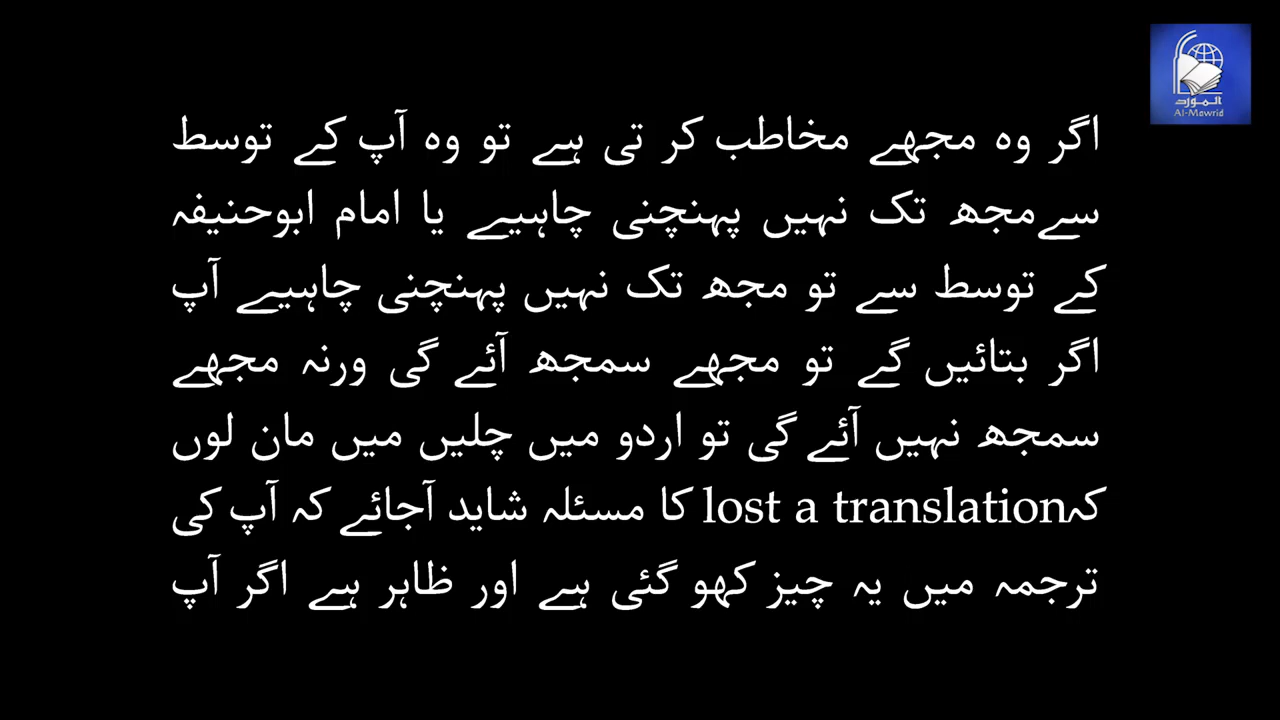 المورد
Al-Mawrid
اگر وہ مجھے مخاطب کر تی ہے تو وہ آپ کے توسط
سےمجھ تک نہیں پہنچنی چاہیے یا امام ابوحنیفہ
کے توسط سے تو مجھ تک نہیں پہنچنی چاہیے آپ
اگر بتائیں گے تو مجھے سمجھ آئے گی ورنہ مجھے
سمجھ نہیں آئے گی تو اردو میں چلیں میں مان لوں
کہlost a translation کا مسئلہ شاید آجائے کہ آپ کی
ترجمہ میں یہ چیز کھو گئی ہے اور ظاہر ہے اگر آپ